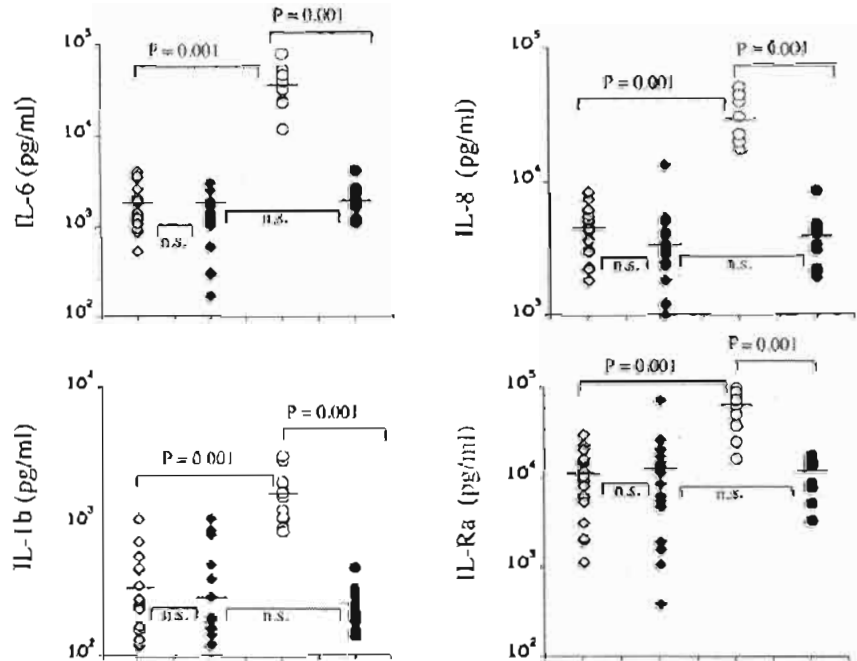 P = 0.001
P = 0.001
IL-6 (pg/ml)
10⁵
10⁴
10³
10²
n.s.
n.s.
P = 0.001
P = 0.001
IL-8 (pg/ml)
10⁵
10⁴
10³
n.s.
n.s.
P = 0.001
P = 0.001
IL-1b (pg/ml)
10⁴
10³
10²
n.s.
n.s.
P = 0.001
P = 0.001
IL-Ra (pg/ml)
10⁵
10⁴
10³
10²
n.s.
n.s.